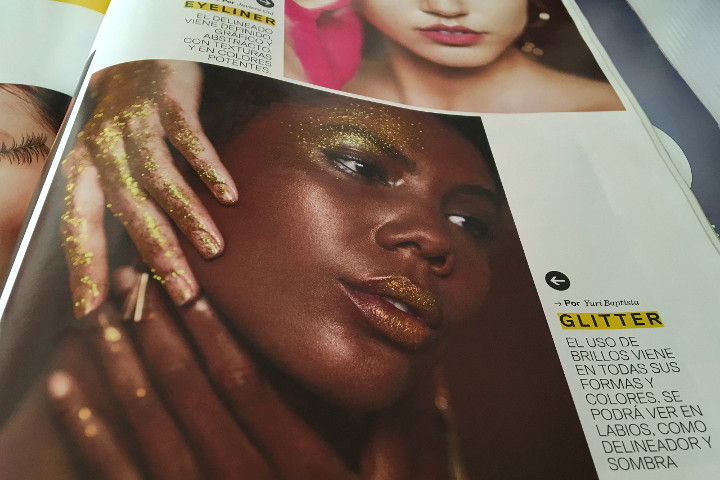 Por
EYELINER
EL DELINEADO
VIENE DEFINIDO,
GRÁFICO Y
ABSTRACTO
CON TEXTURAS
Y EN COLORES
POTENTES.
→ Por Yuri Baptista
GLITTER
EL USO DE
BRILLOS VIENE
EN TODAS SUS
FORMAS Y
COLORES. SE
PODRÁ VER EN
LABIOS, COMO
DELINEADOR Y
SOMBRA